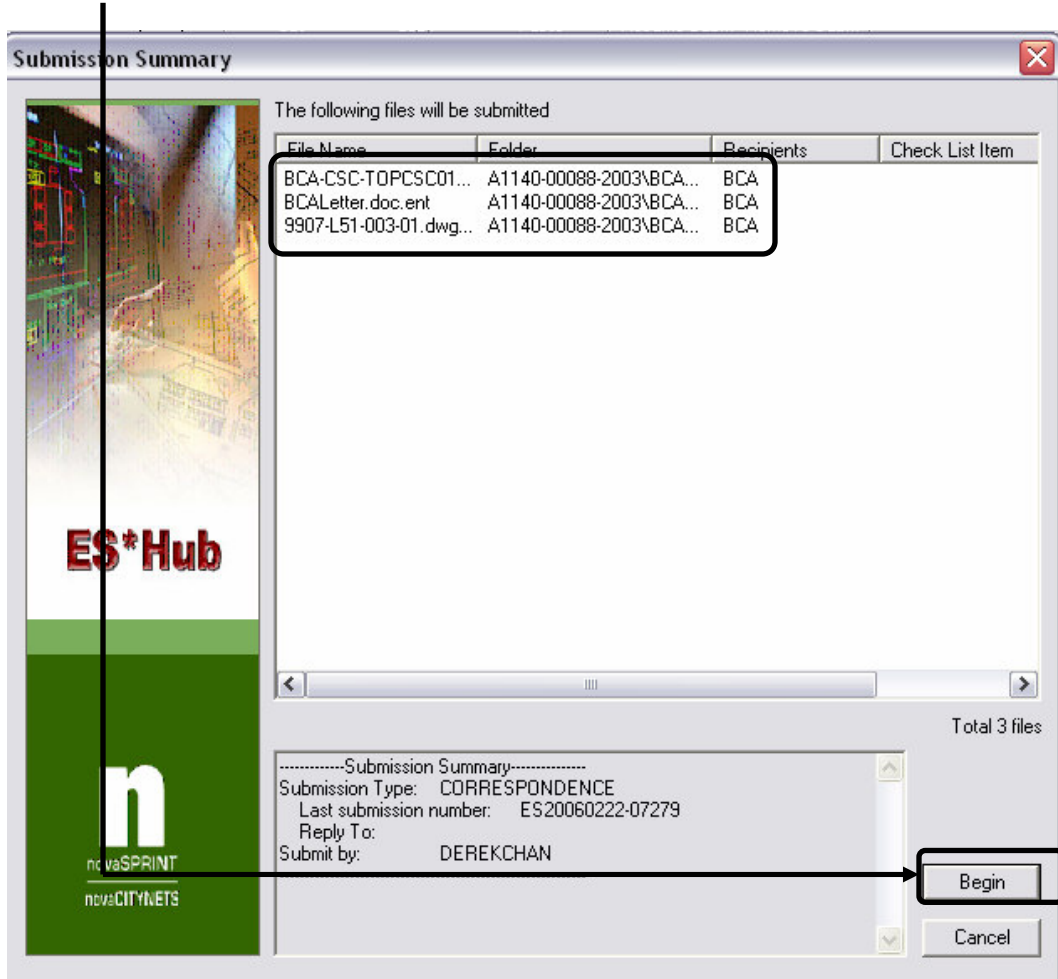 Submission Summary
The following files will be submitted
File Name Folder Recipients Check List Item
BCA-CSC-TOPCSC01... A1140-00088-2003\BCA... BCA
BCALetter.doc.ent A1140-00088-2003\BCA... BCA
9907-L51-003-01.dwg... A1140-00088-2003\BCA... BCA
ES*Hub
Total 3 files
------------Submission Summary--------------
Submission Type: CORRESPONDENCE
Last submission number: ES20060222-07279
Reply To:
Submit by: DEREKCHAN
n
novaSPRINT
novaCITYNETS
Begin
Cancel